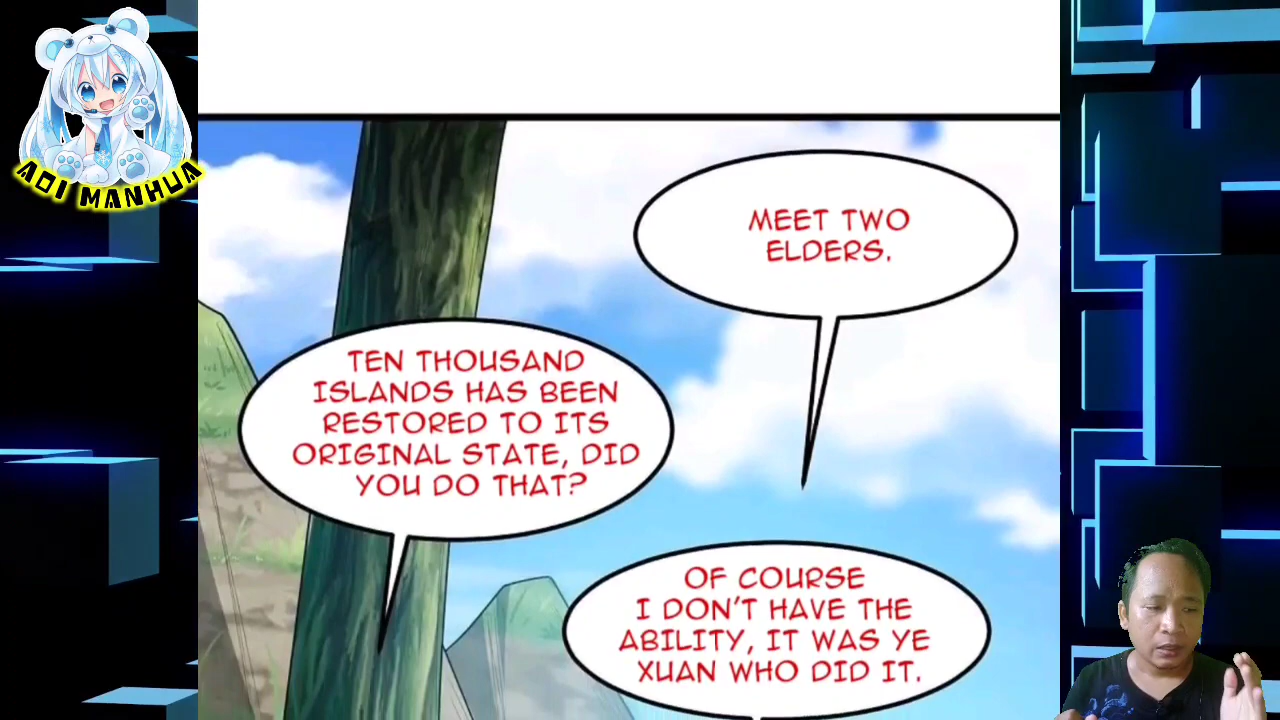 AOI MANHUA
MEET TWO
ELDERS.
TEN THOUSAND
ISLANDS HAS BEEN
RESTORED TO ITS
ORIGINAL STATE, DID
YOU DO THAT?
OF COURSE
I DON'T HAVE THE
ABILITY, IT WAS YE
XUAN WHO DID IT.